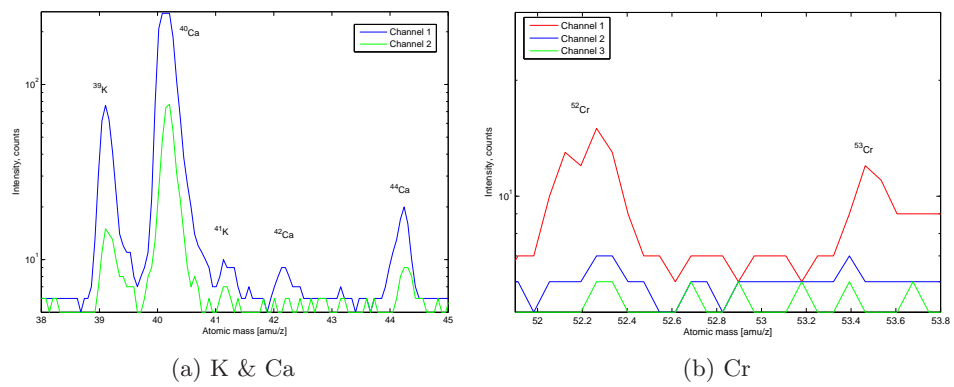 Channel 1
Channel 2
⁴⁰Ca
³⁹K
⁴⁴Ca
⁴¹K
⁴²Ca
Intensity, counts
10²
10¹
38 39 40 41 42 43 44 45
Atomic mass [amu/z]
(a) K & Ca
Channel 1
Channel 2
Channel 3
⁵²Cr
⁵³Cr
Intensity, counts
10¹
52 52.2 52.4 52.6 52.8 53 53.2 53.4 53.6 53.8
Atomic mass [amu/z]
(b) Cr